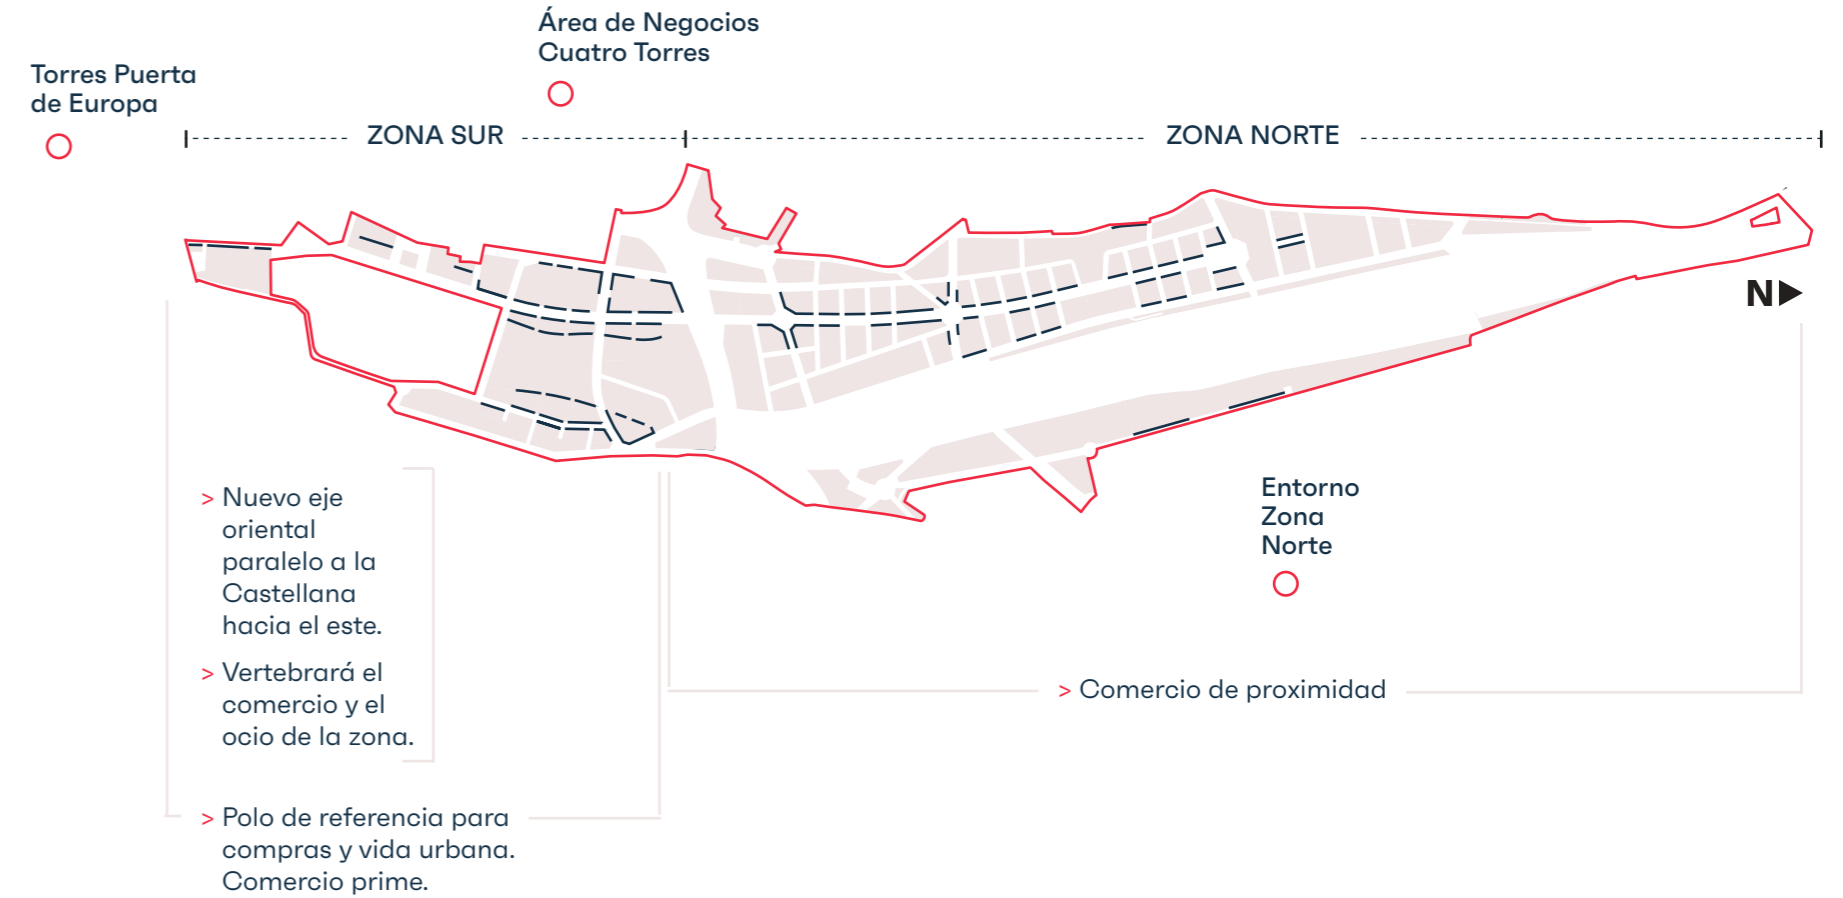 Área de Negocios
Cuatro Torres
Torres Puerta
de Europa
ZONA SUR
ZONA NORTE
N
Entorno
Zona
Norte
> Nuevo eje
oriental
paralelo a la
Castellana
hacia el este.
> Vertebrará el
comercio y el
ocio de la zona.
> Comercio de proximidad
> Polo de referencia para
compras y vida urbana.
Comercio prime.